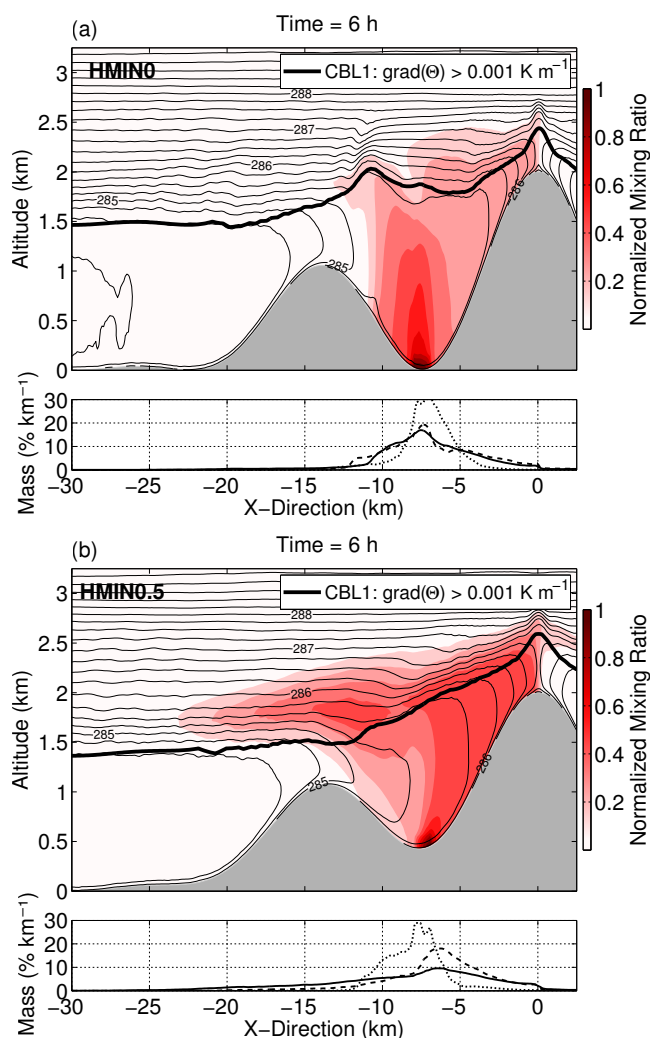 (a)
Time = 6 h
HMIN0
CBL1: grad(Θ) > 0.001 K m⁻¹
288
287
286
285
285
286
3
2.5
2
1.5
1
0.5
0
Altitude (km)
1
0.8
0.6
0.4
0.2
Normalized Mixing Ratio
30
20
10
0
Mass (% km⁻¹)
−30 −25 −20 −15 −10 −5 0
X−Direction (km)
(b)
Time = 6 h
HMIN0.5
CBL1: grad(Θ) > 0.001 K m⁻¹
288
287
286
285
285
286
3
2.5
2
1.5
1
0.5
0
Altitude (km)
1
0.8
0.6
0.4
0.2
Normalized Mixing Ratio
30
20
10
0
Mass (% km⁻¹)
−30 −25 −20 −15 −10 −5 0
X−Direction (km)